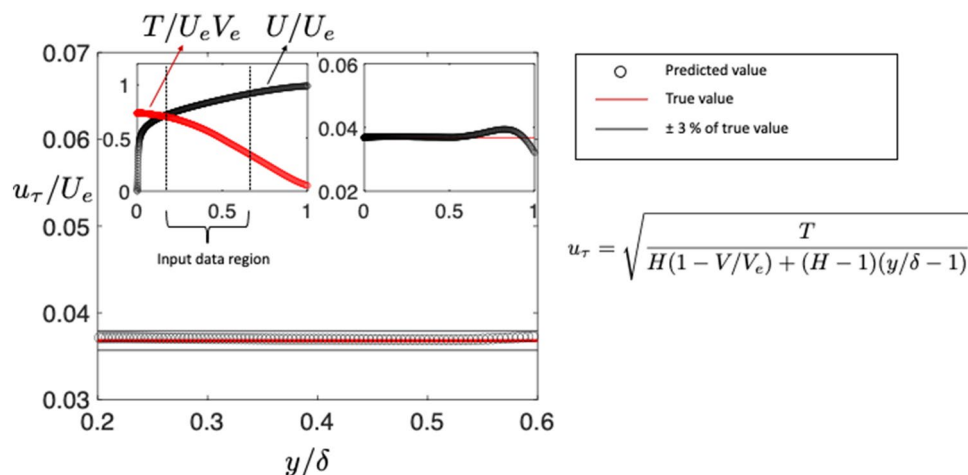 T/U_eV_e U/U_e
0.07
0.06
0.05
0.04
0.03
u_τ/U_e
1
0.5
0
0 0.5 1
0.06
0.04
0.02
0 0.5 1
Input data region
0.2 0.3 0.4 0.5 0.6
y/δ
Predicted value
True value
± 3 % of true value
u_τ = √(T / (H(1 − V/V_e) + (H − 1)(y/δ − 1)))